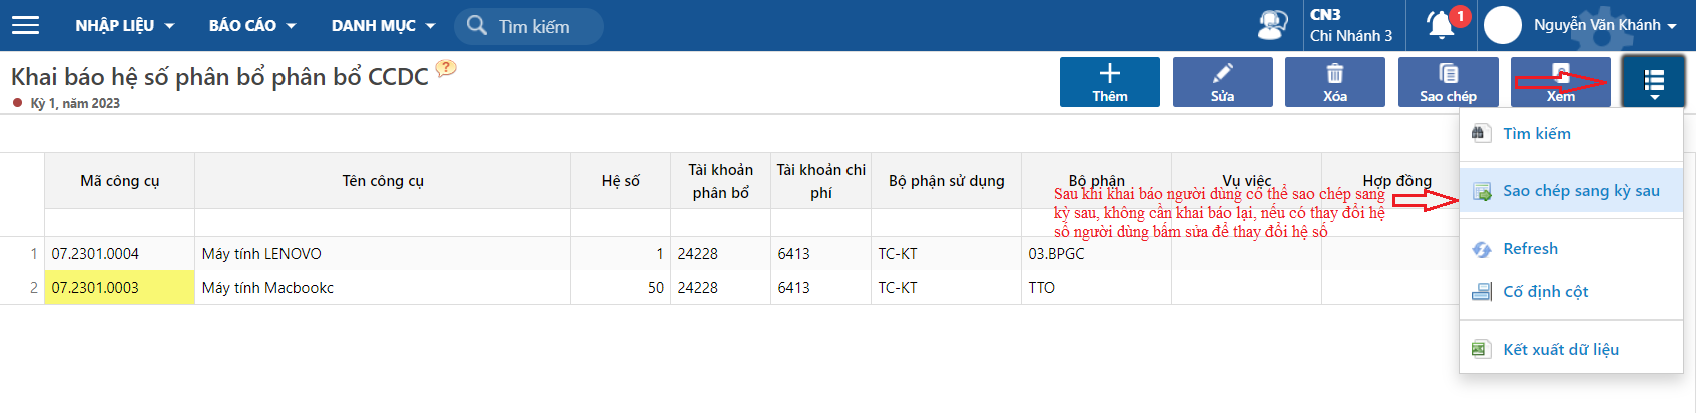 NHẬP LIỆU BÁO CÁO DANH MỤC Tìm kiếm CN3 1 Nguyễn Văn Khánh
Chi Nhánh 3
Khai báo hệ số phân bổ phân bổ CCDC ?
Kỳ 1, năm 2023
Thêm Sửa Xóa Sao chép Xem
Tìm kiếm
Sao chép sang kỳ sau
Refresh
Cố định cột
Kết xuất dữ liệu
Mã công cụ Tên công cụ Hệ số Tài khoản phân bổ Tài khoản chi phí Bộ phận sử dụng Bộ phận Vụ việc Hợp đồng
Sau khi khai báo người dùng có thể sao chép sang
kỳ sau, không cần khai báo lại, nếu có thay đổi hệ
số người dùng bấm sửa để thay đổi hệ số
1 07.2301.0004 Máy tính LENOVO 1 24228 6413 TC-KT 03.BPGC
2 07.2301.0003 Máy tính Macbookc 50 24228 6413 TC-KT TTO